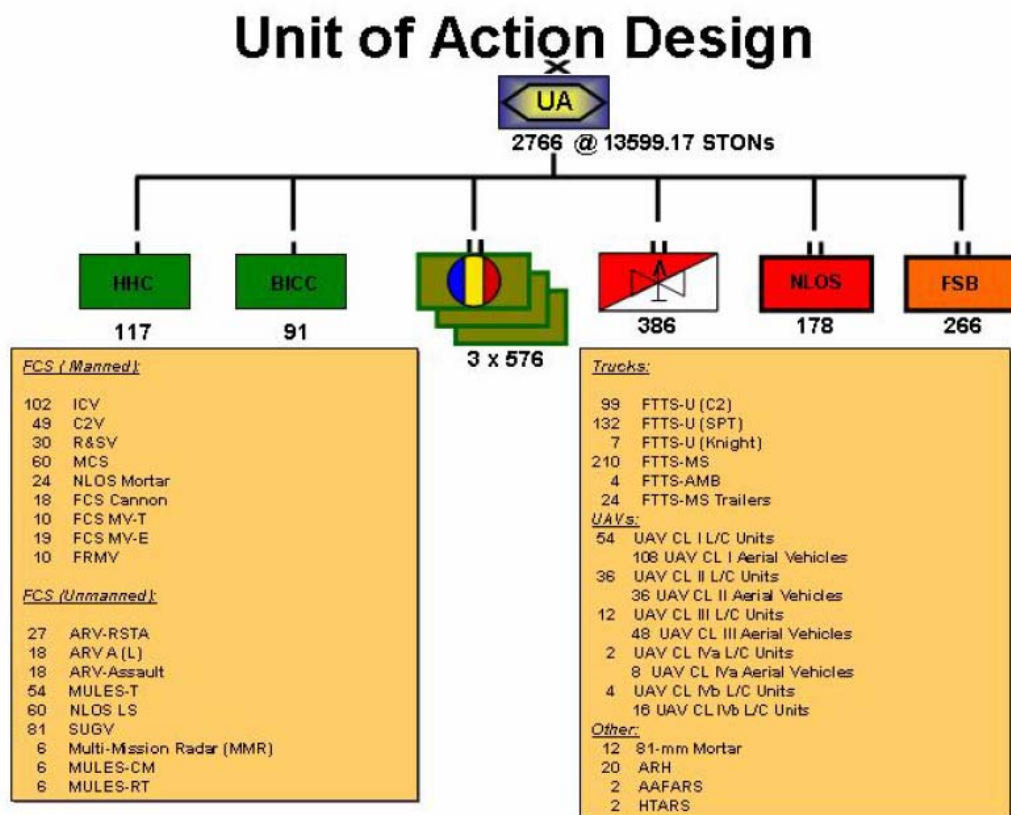 Unit of Action Design
UA
2766 @ 13599.17 STONs
HHC
BICC
NLOS
FSB
117
91
3 x 576
386
178
266
FCS (Manned):
102 ICV
49 C2V
30 R&SV
60 MCS
24 NLOS Mortar
18 FCS Cannon
10 FCS MV-T
19 FCS MV-E
10 FRMV
FCS (Unmanned):
27 ARV-RSTA
18 ARV A (L)
18 ARV-Assault
54 MULES-T
60 NLOS LS
81 SUGV
6 Multi-Mission Radar (MMR)
6 MULES-CM
6 MULES-RT
Trucks:
99 FTTS-U (C2)
132 FTTS-U (SPT)
7 FTTS-U (Knight)
210 FTTS-MS
4 FTTS-AMB
24 FTTS-MS Trailers
UAVs:
54 UAV CL I L/C Units
108 UAV CL I Aerial Vehicles
36 UAV CL II L/C Units
36 UAV CL II Aerial Vehicles
12 UAV CL III L/C Units
48 UAV CL III Aerial Vehicles
2 UAV CL IVa L/C Units
8 UAV CL IVa Aerial Vehicles
4 UAV CL IVb L/C Units
16 UAV CL IVb L/C Units
Other:
12 81-mm Mortar
20 ARH
2 AAFARS
2 HTARS